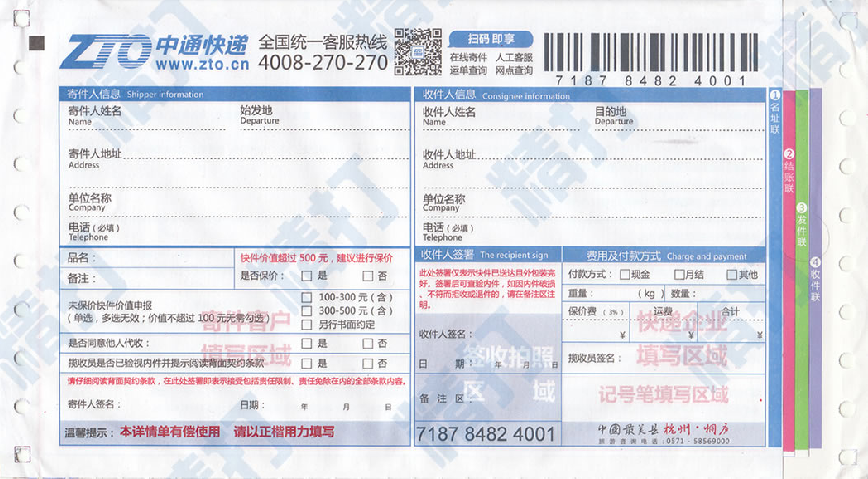 ZTO 中通快递
www.zto.cn
全国统一客服热线
4008-270-270
扫码即享
在线寄件 人工客服
运单查询 网点查询
7187 8482 4001
寄件人信息 Shipper information
寄件人姓名 始发地
Name Departure
寄件人地址
Address
单位名称
Company
电话（必填）
Telephone
收件人信息 Consignee information
收件人姓名 目的地
Name Departure
收件人地址
Address
单位名称
Company
电话（必填）
Telephone
品名： 快件价值超过 500 元，建议进行保价
备注： 是否保价： 是 否
未保价快件价值申报
（单选，多选无效；价值不超过 100 元无需勾选）
100-300 元（含）
300-500 元（含）
另行书面约定
寄件客户
填写区域
是否同意他人代收： 是 否
揽收员是否已检视内件并提示阅读背面契约条款 是 否
请仔细阅读背面契约条款，在此处签署即表示接受包括责任限制、责任免除在内的全部条款内容。
寄件人签名： 日期： 年 月 日
温馨提示： 本详情单有偿使用 请以正楷用力填写
收件人签署 The recipient sign
此处签署仅表示快件已送达且外包装完
好。签署后可查验内件，如因内件破损
、不符而拒收或退件的，请在备注区注
明。
收件人签名：
日 期： 年 月 日
备 注 区：
签收拍照
区 域
7187 8482 4001
费用及付款方式 Charge and payment
付款方式： 现金 月结 其他
重量： （kg） 数量：
保价费（3%） 运费 合计
¥ ¥ ¥
快递企业
填写区域
揽收员签名：
记号笔填写区域
中国最美县 杭州·桐庐
旅游咨询电话：0571-58569000
1 名址联
2 结账联
3 发件联
4 收件联
精打